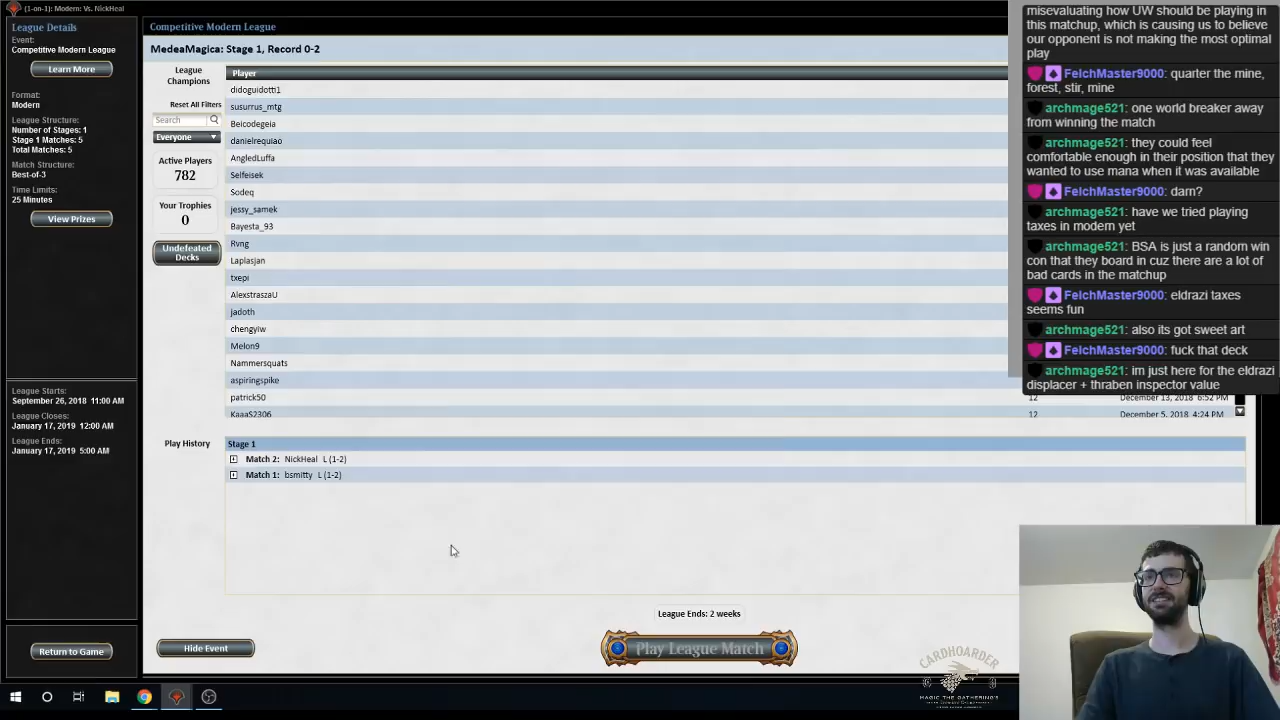 (1-on-1): Modern: Vs. NickHeal
League Details
Event:
Competitive Modern League
Learn More
Format:
Modern
League Structure:
Number of Stages: 1
Stage 1 Matches: 5
Total Matches: 5
Match Structure:
Best-of-3
Time Limits:
25 Minutes
View Prizes
League Starts:
September 26, 2018 11:00 AM
League Closes:
January 17, 2019 12:00 AM
League Ends:
January 17, 2019 5:00 AM
Return to Game
Competitive Modern League
MedeaMagica: Stage 1, Record 0-2
League
Champions
Reset All Filters
Search
Everyone
Active Players
782
Your Trophies
0
Undefeated
Decks
Player
didoguidotti1
susurrus_mtg
Beicodegeia
danielrequiao
AngledLuffa
Selfeisek
Sodeq
jessy_samek
Bayesta_93
Rvng
Laplasjan
txepi
AlexstraszaU
jadoth
chengyiw
Melon9
Nammersquats
aspiringspike
patrick50
12 December 13, 2018 6:52 PM
KaaaS2306
12 December 5, 2018 4:24 PM
Play History
Stage 1
Match 2: NickHeal L (1-2)
Match 1: bsmitty L (1-2)
League Ends: 2 weeks
Hide Event
Play League Match
misevaluating how UW should be playing in
this matchup, which is causing us to believe
our opponent is not making the most optimal
play
FelchMaster9000: quarter the mine,
forest, stir, mine
archmage521: one world breaker away
from winning the match
archmage521: they could feel
comfortable enough in their position that they
wanted to use mana when it was available
FelchMaster9000: dam?
archmage521: have we tried playing
taxes in modern yet
archmage521: BSA is just a random win
con that they board in cuz there are a lot of
bad cards in the matchup
FelchMaster9000: eldrazi taxes
seems fun
archmage521: also its got sweet art
FelchMaster9000: fuck that deck
archmage521: im just here for the eldrazi
displacer + thraben inspector value
CARDHOARDER
MAGIC THE GATHERING'S